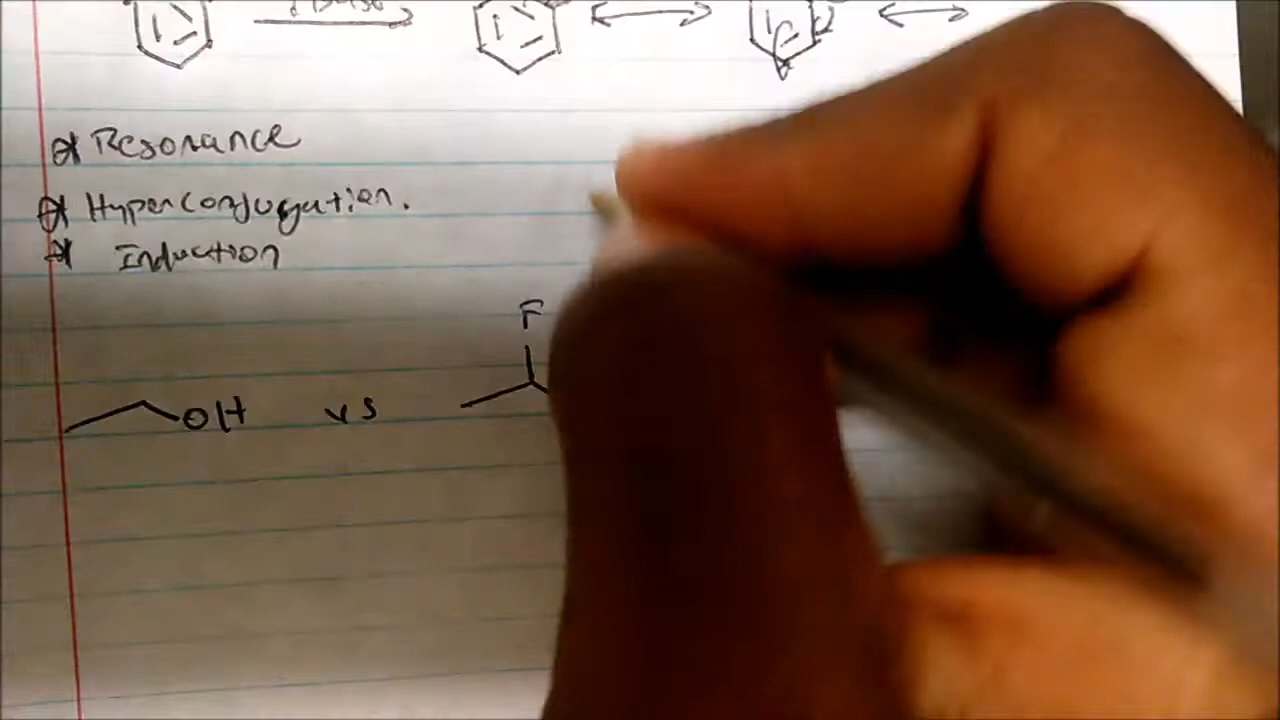 Resonance
Hyperconjugation.
Induction
F
OH vs